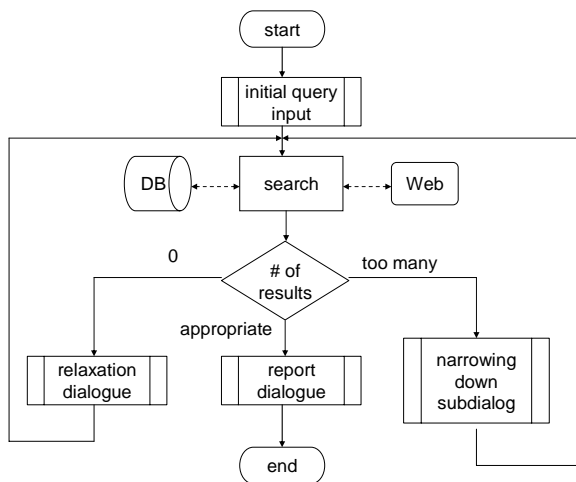 start
initial query
input
DB
search
Web
0
# of
results
too many
appropriate
relaxation
dialogue
report
dialogue
narrowing
down
subdialog
end